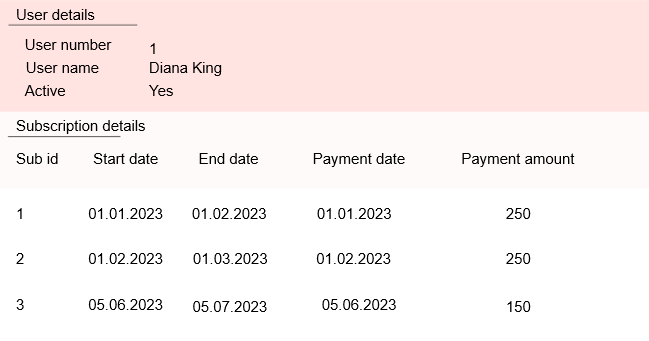 User details
User number 1
User name Diana King
Active Yes
Subscription details
Sub id Start date End date Payment date Payment amount
1 01.01.2023 01.02.2023 01.01.2023 250
2 01.02.2023 01.03.2023 01.02.2023 250
3 05.06.2023 05.07.2023 05.06.2023 150